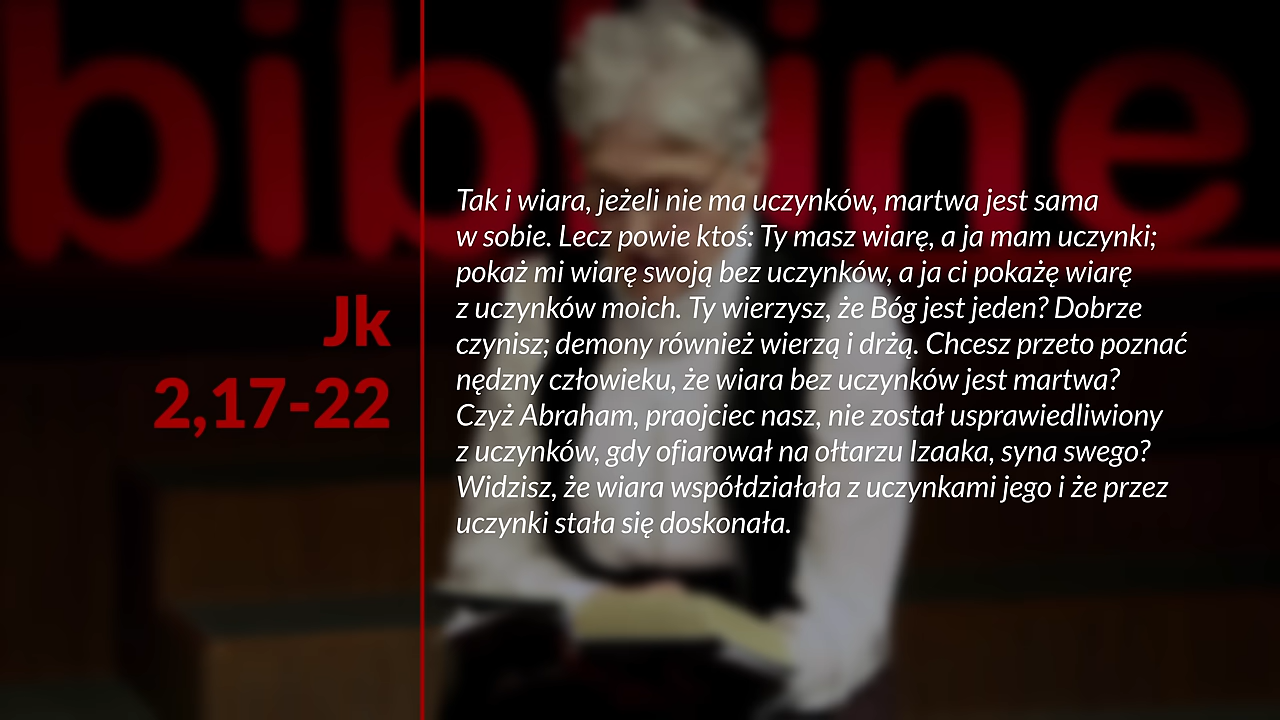 Jk
2,17-22
Tak i wiara, jeżeli nie ma uczynków, martwa jest sama
w sobie. Lecz powie ktoś: Ty masz wiarę, a ja mam uczynki;
pokaż mi wiarę swoją bez uczynków, a ja ci pokażę wiarę
z uczynków moich. Ty wierzysz, że Bóg jest jeden? Dobrze
czynisz; demony również wierzą i drżą. Chcesz przeto poznać
nędzny człowieku, że wiara bez uczynków jest martwa?
Czyż Abraham, praojciec nasz, nie został usprawiedliwiony
z uczynków, gdy ofiarował na ołtarzu Izaaka, syna swego?
Widzisz, że wiara współdziałała z uczynkami jego i że przez
uczynki stała się doskonała.